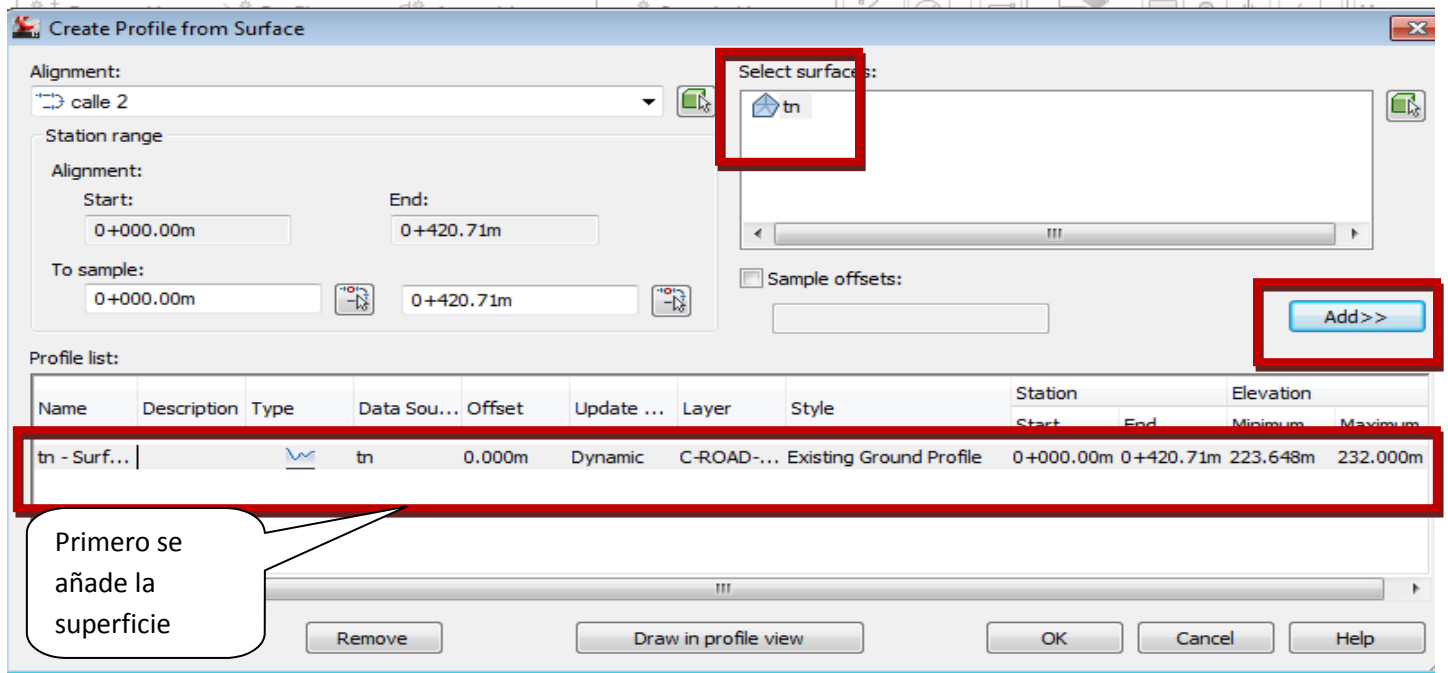 Create Profile from Surface
Alignment:
calle 2
Select surfaces:
tn
Station range
Alignment:
Start:
End:
0+000.00m
0+420.71m
To sample:
0+000.00m
0+420.71m
Sample offsets:
Add>>
Profile list:
Name Description Type Data Sou... Offset Update ... Layer Style Station Elevation
Start End Minimum Maximum
tn - Surf... tn 0.000m Dynamic C-ROAD-... Existing Ground Profile 0+000.00m 0+420.71m 223.648m 232.000m
Primero se
añade la
superficie
Remove
Draw in profile view
OK
Cancel
Help